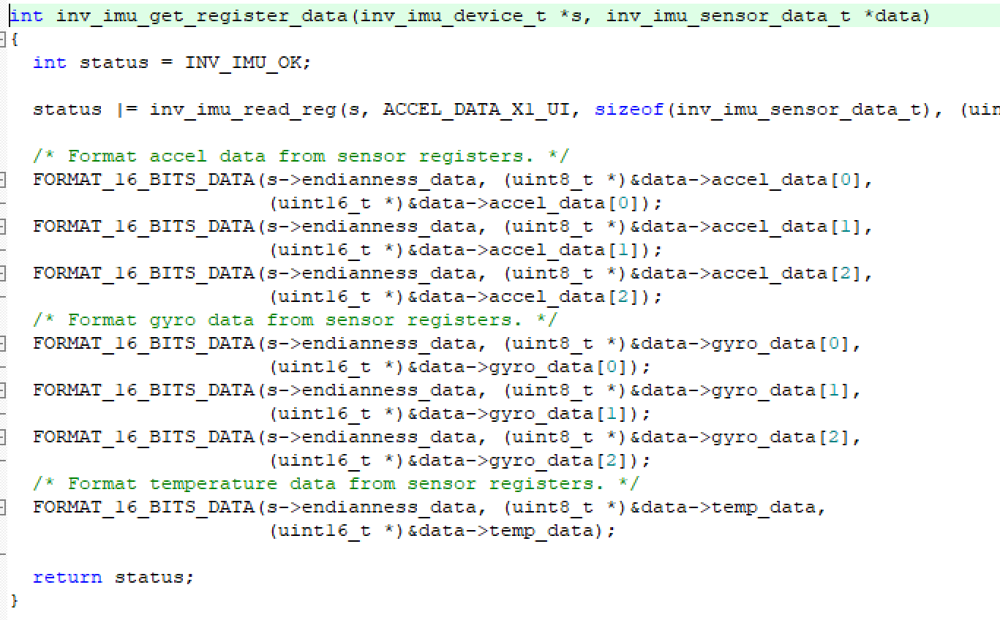 int inv_imu_get_register_data(inv_imu_device_t *s, inv_imu_sensor_data_t *data)
{
int status = INV_IMU_OK;
status |= inv_imu_read_reg(s, ACCEL_DATA_X1_UI, sizeof(inv_imu_sensor_data_t), (uin
/* Format accel data from sensor registers. */
FORMAT_16_BITS_DATA(s->endianness_data, (uint8_t *)&data->accel_data[0],
(uint16_t *)&data->accel_data[0]);
FORMAT_16_BITS_DATA(s->endianness_data, (uint8_t *)&data->accel_data[1],
(uint16_t *)&data->accel_data[1]);
FORMAT_16_BITS_DATA(s->endianness_data, (uint8_t *)&data->accel_data[2],
(uint16_t *)&data->accel_data[2]);
/* Format gyro data from sensor registers. */
FORMAT_16_BITS_DATA(s->endianness_data, (uint8_t *)&data->gyro_data[0],
(uint16_t *)&data->gyro_data[0]);
FORMAT_16_BITS_DATA(s->endianness_data, (uint8_t *)&data->gyro_data[1],
(uint16_t *)&data->gyro_data[1]);
FORMAT_16_BITS_DATA(s->endianness_data, (uint8_t *)&data->gyro_data[2],
(uint16_t *)&data->gyro_data[2]);
/* Format temperature data from sensor registers. */
FORMAT_16_BITS_DATA(s->endianness_data, (uint8_t *)&data->temp_data,
(uint16_t *)&data->temp_data);
return status;
}